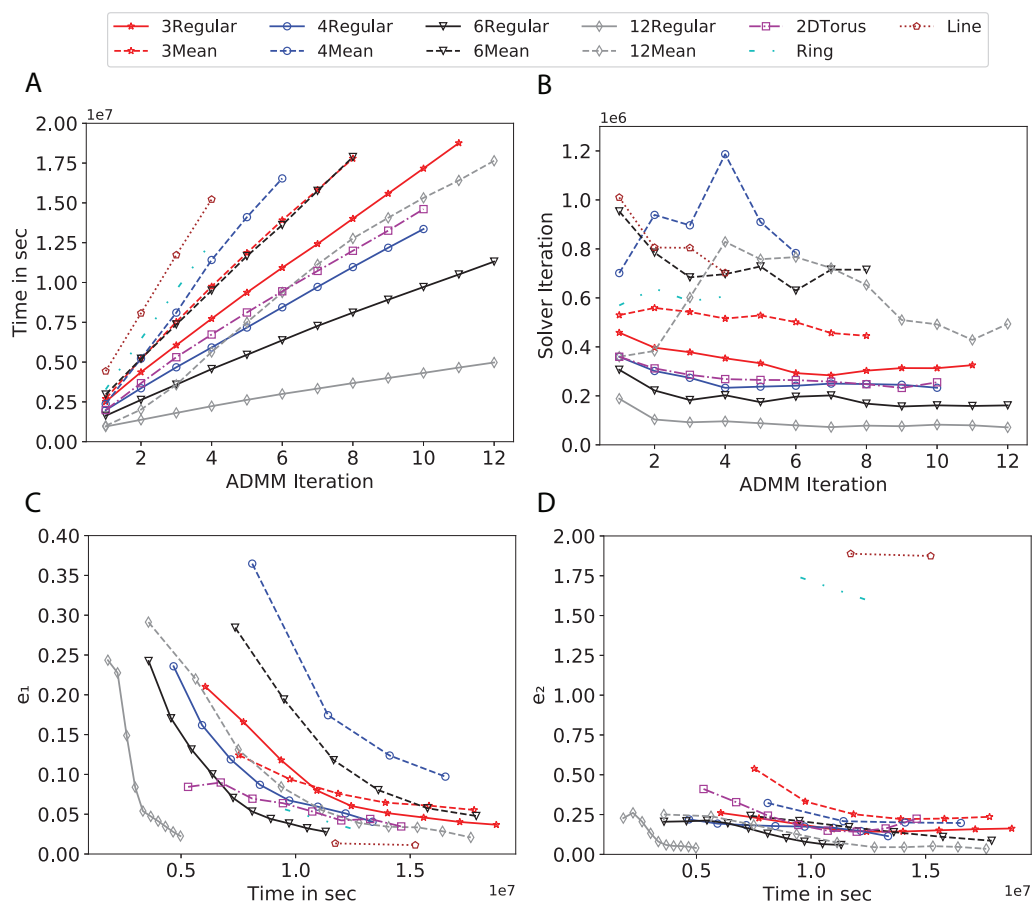 3Regular 4Regular 6Regular 12Regular 2DTorus Line
3Mean 4Mean 6Mean 12Mean Ring
A
1e7
2.00
1.75
1.50
1.25
1.00
0.75
0.50
0.25
0.00
Time in sec
2 4 6 8 10 12
ADMM Iteration
B
1e6
1.2
1.0
0.8
0.6
0.4
0.2
0.0
Solver Iteration
2 4 6 8 10 12
ADMM Iteration
C
0.40
0.35
0.30
0.25
0.20
0.15
0.10
0.05
0.00
e₁
0.5 1.0 1.5
Time in sec
1e7
D
2.00
1.75
1.50
1.25
1.00
0.75
0.50
0.25
0.00
e₂
0.5 1.0 1.5
Time in sec
1e7